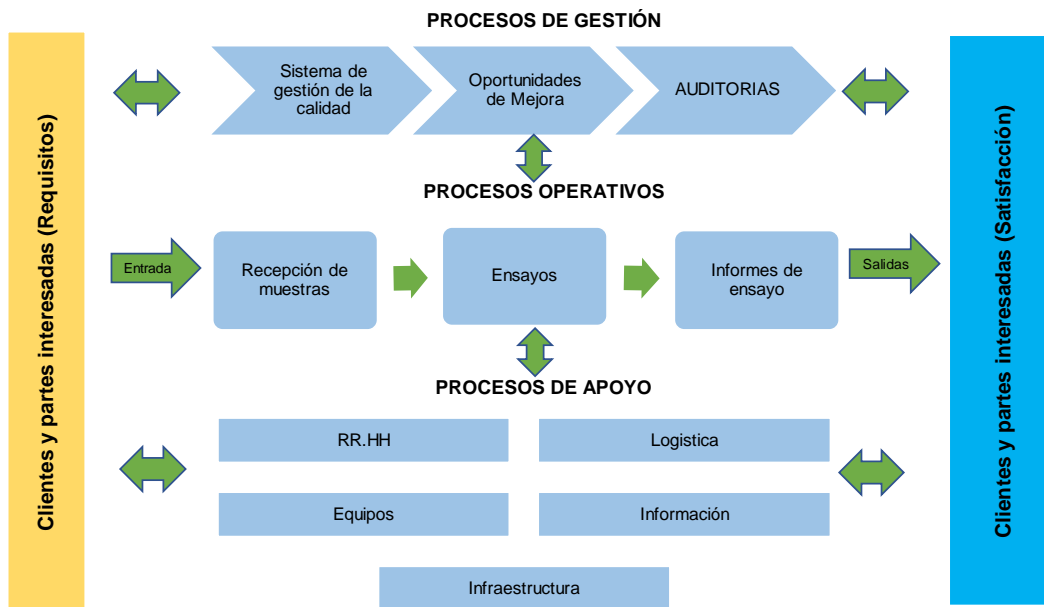 PROCESOS DE GESTIÓN
Clientes y partes interesadas (Requisitos)
Sistema de
gestión de la
calidad
Oportunidades
de Mejora
AUDITORIAS
Clientes y partes interesadas (Satisfacción)
PROCESOS OPERATIVOS
Entrada
Recepción de
muestras
Ensayos
Informes de
ensayo
Salidas
PROCESOS DE APOYO
RR.HH
Logistica
Equipos
Información
Infraestructura